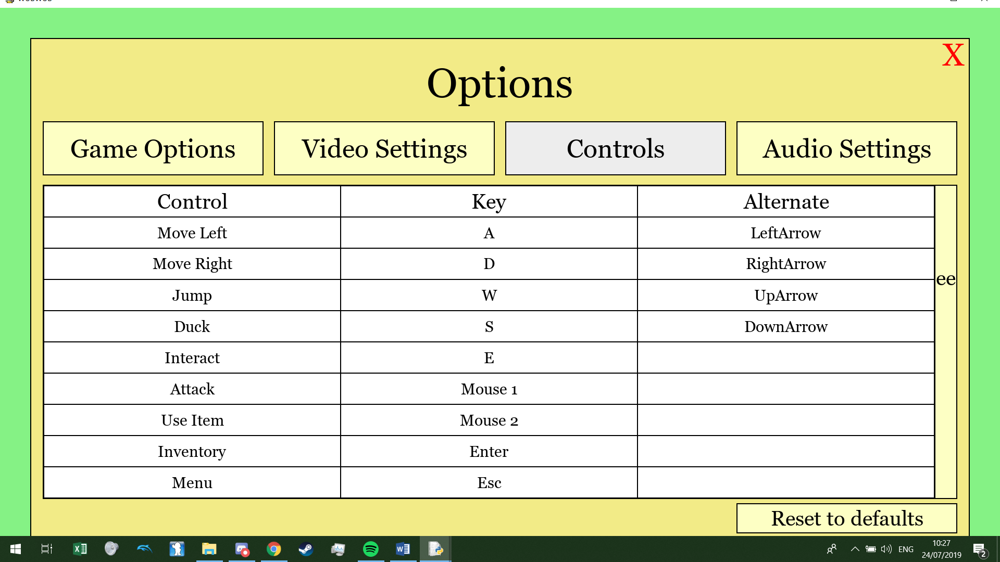 X
Options
Game Options Video Settings Controls Audio Settings
Control Key Alternate
Move Left A LeftArrow
Move Right D RightArrow
ee
Jump W UpArrow
Duck S DownArrow
Interact E
Attack Mouse 1
Use Item Mouse 2
Inventory Enter
Menu Esc
Reset to defaults
ENG
10:27
24/07/2019
2